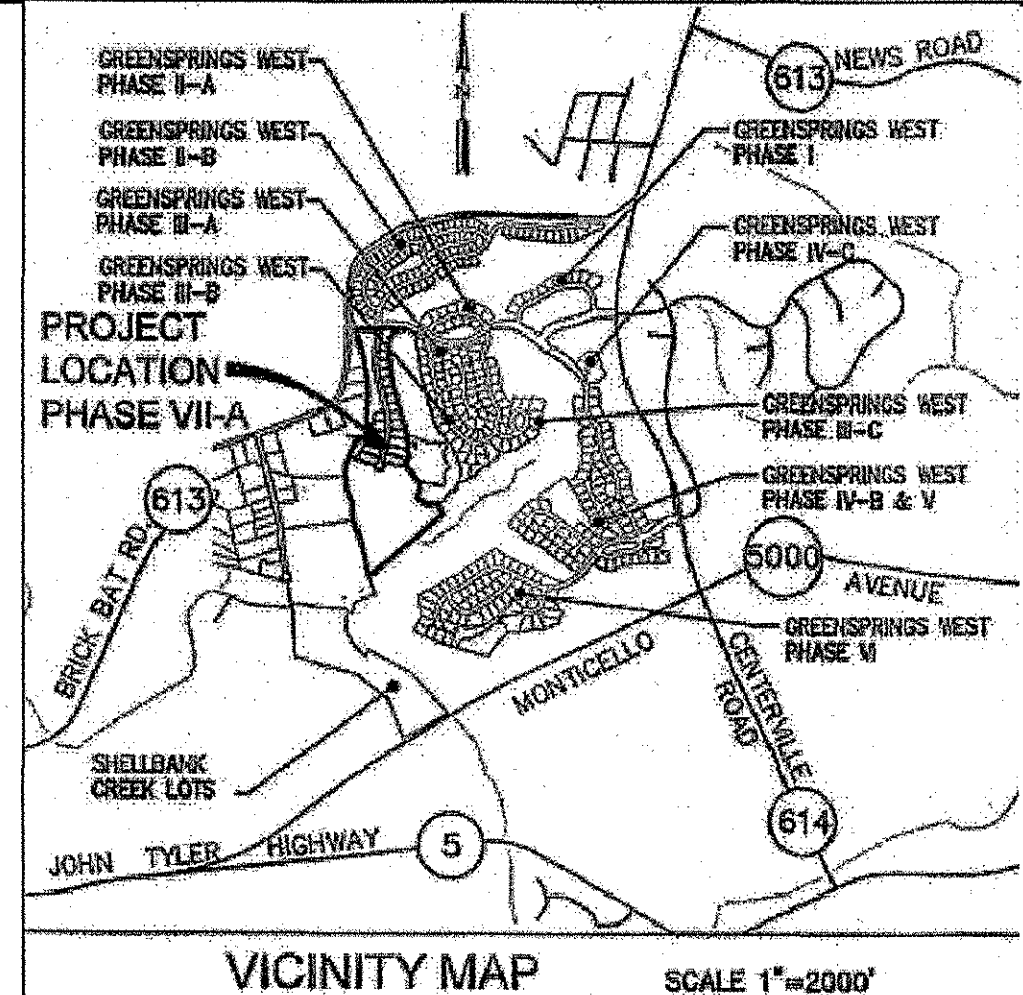 GREENSPRINGS WEST
PHASE II-A
GREENSPRINGS WEST
PHASE II-B
GREENSPRINGS WEST
PHASE III-A
GREENSPRINGS WEST
PHASE III-B
PROJECT
LOCATION
PHASE VII-A
N
613
NEWS ROAD
GREENSPRINGS WEST
PHASE I
GREENSPRINGS WEST
PHASE IV-C
GREENSPRINGS WEST
PHASE III-C
GREENSPRINGS WEST
PHASE IV-B & V
613
BRICK BAT RD.
5000
AVENUE
GREENSPRINGS WEST
PHASE VI
MONTICELLO
CENTERVILLE
ROAD
SHELLBANK
CREEK LOTS
614
JOHN TYLER HIGHWAY
5
VICINITY MAP
SCALE 1"=2000'